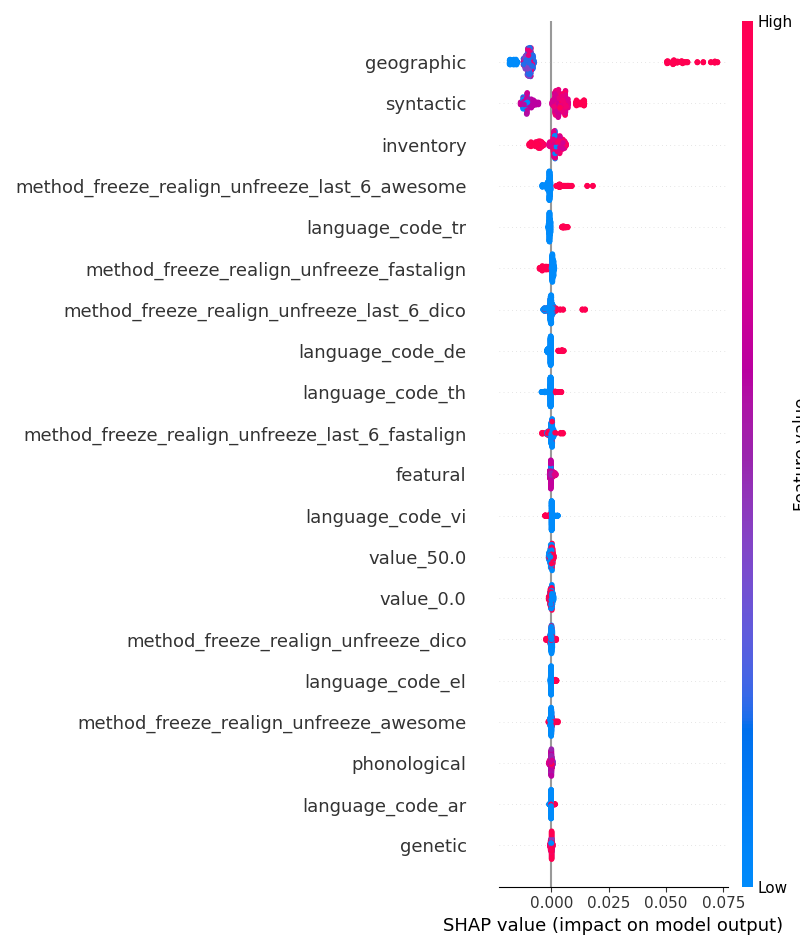 High
geographic
syntactic
inventory
method_freeze_realign_unfreeze_last_6_awesome
language_code_tr
method_freeze_realign_unfreeze_fastalign
method_freeze_realign_unfreeze_last_6_dico
language_code_de
language_code_th
method_freeze_realign_unfreeze_last_6_fastalign
featural
language_code_vi
value_50.0
value_0.0
method_freeze_realign_unfreeze_dico
language_code_el
method_freeze_realign_unfreeze_awesome
phonological
language_code_ar
genetic
Feature value
Low
0.000 0.025 0.050 0.075
SHAP value (impact on model output)